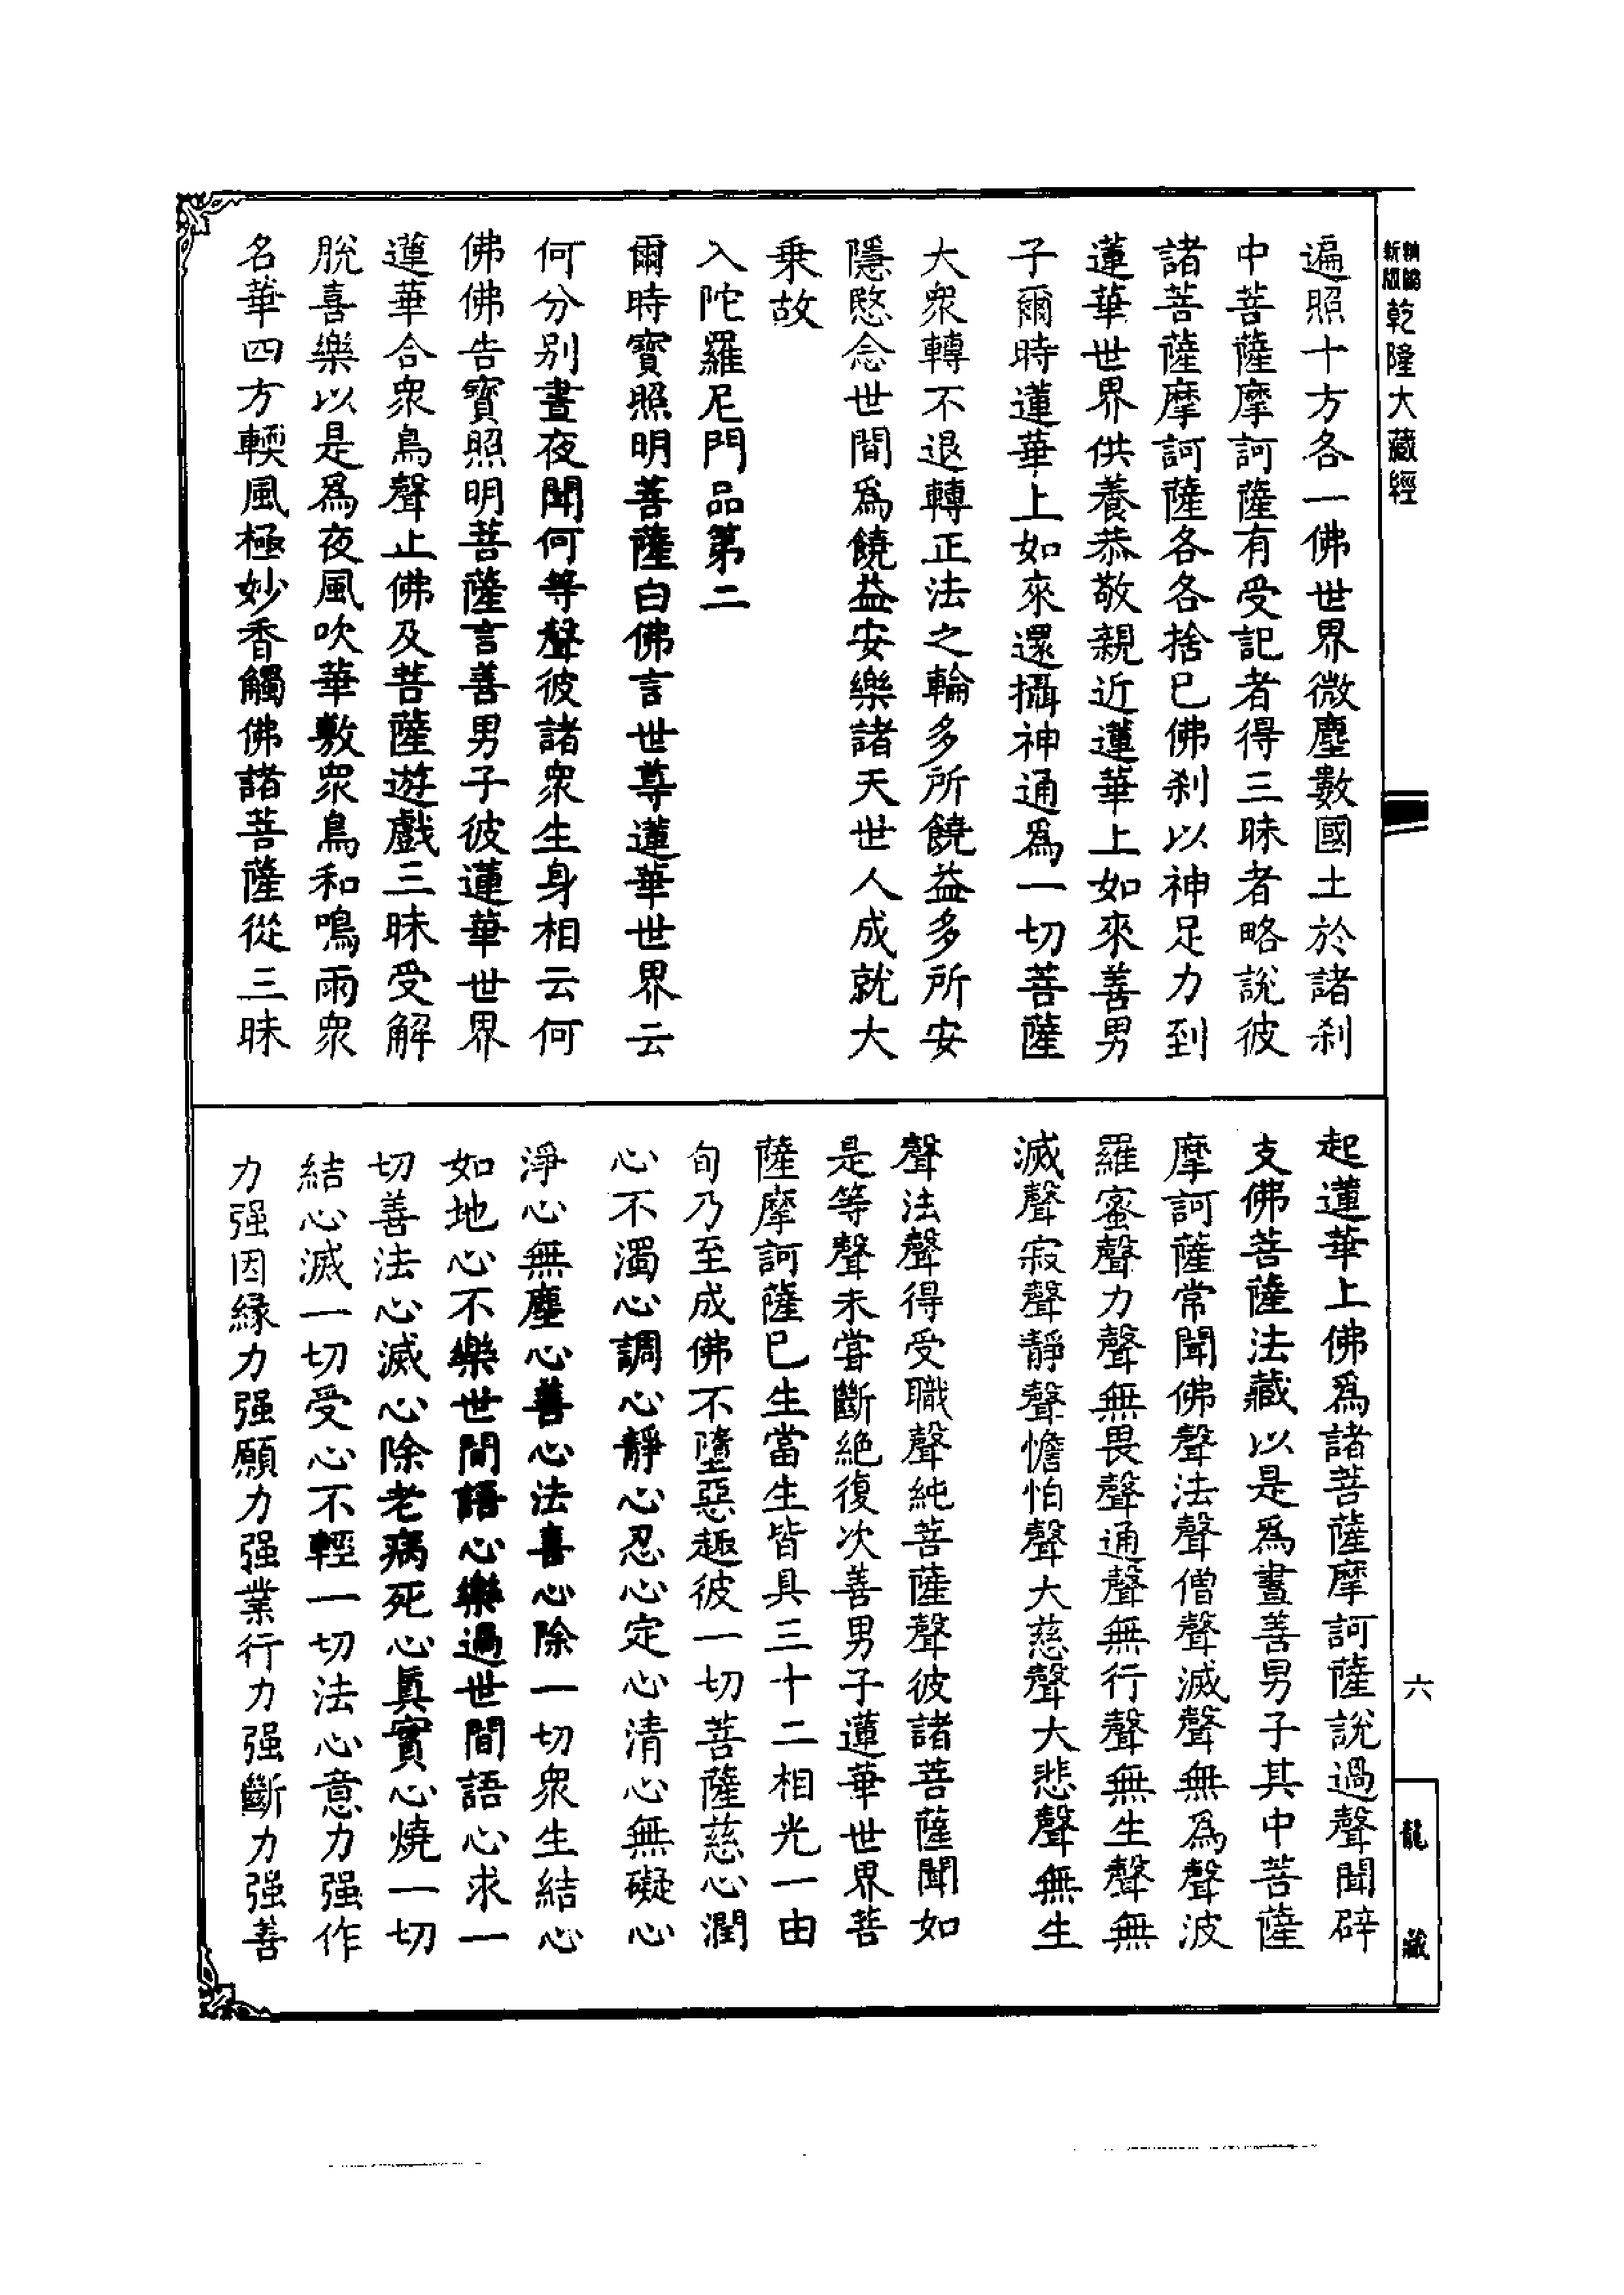 乾隆大藏經
遍照十方各一佛世界微塵數國土於諸刹
中菩薩摩訶薩有受記者得三昧者略說彼
諸菩薩摩訶薩各各捨已佛刹以神足力到
蓮華世界供養恭敬親近蓮華上如來善男
子爾時蓮華上如來還攝神通爲一切菩薩
大衆轉不退轉正法之輪多所饒益多所安
隱愍念世間爲饒益安樂諸天世人成就大
乗故
入陀羅尼門品第二
爾時寳照明菩薩白佛言世尊蓮華世界云
何分別晝夜聞何等聲彼諸衆生身相云何
佛佛告寳照明菩薩言善男子彼蓮華世界
蓮華合衆鳥聲止佛及菩薩遊戲三昧受解
脫喜樂以是爲夜風吹華敷衆鳥和鳴雨衆
名華四方輭風極妙香觸佛諸菩薩從三昧
起蓮華上佛爲諸菩薩摩訶薩說過聲聞辟
支佛菩薩法藏以是爲晝善男子其中菩薩
摩訶薩常聞佛聲法聲僧聲滅聲無爲聲波
羅蜜聲力聲無畏聲通聲無行聲無生聲無
滅聲寂聲靜聲憺怕聲大慈聲大悲聲無生
聲法聲得受職聲純菩薩聲彼諸菩薩聞如
是等聲未甞斷絶復次善男子蓮華世界菩
薩摩訶薩巳生當生皆具三十二相光一由
旬乃至成佛不墮惡趣彼一切菩薩慈心潤
心不濁心調心靜心忍心定心清心無礙心
淨心無塵心善心法喜心除一切衆生結心
如地心不樂世間語心樂過世間語心求一
切善法心滅心除老病死心眞實心燒一切
結心滅一切受心不輕一切法心意力强作
力强因緣力强願力强業行力强斷力强善
六
龍藏